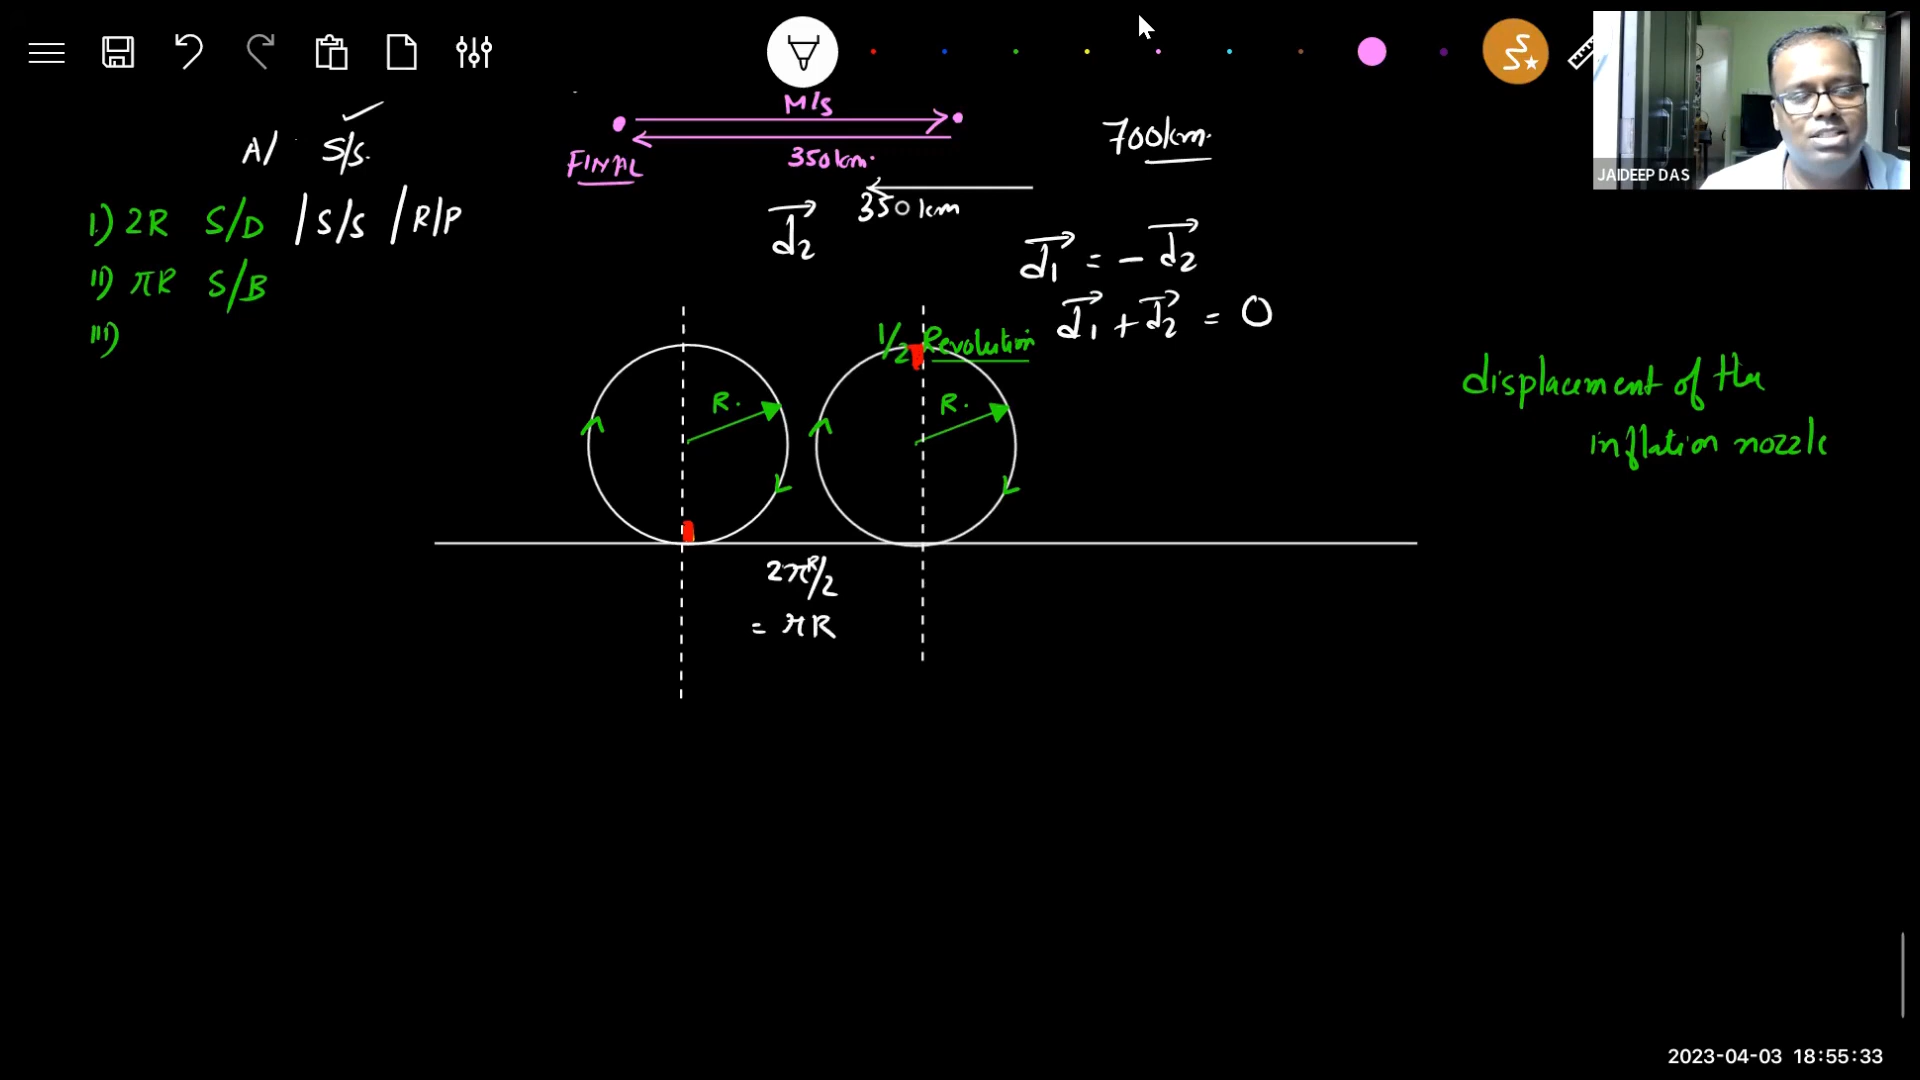 M/s
FINAL
350km.
700km.
A/ S/s.
350 km
I.) 2R S/D / S/S / R/P
d₂
d₁ = - d₂
II) πR S/B
d₁ + d₂ = 0
III)
1/2 Revolution
R.
R.
displacement of the
inflation nozzle
2πR/2
= πR
JAIDEEP DAS
2023-04-03 18:55:33